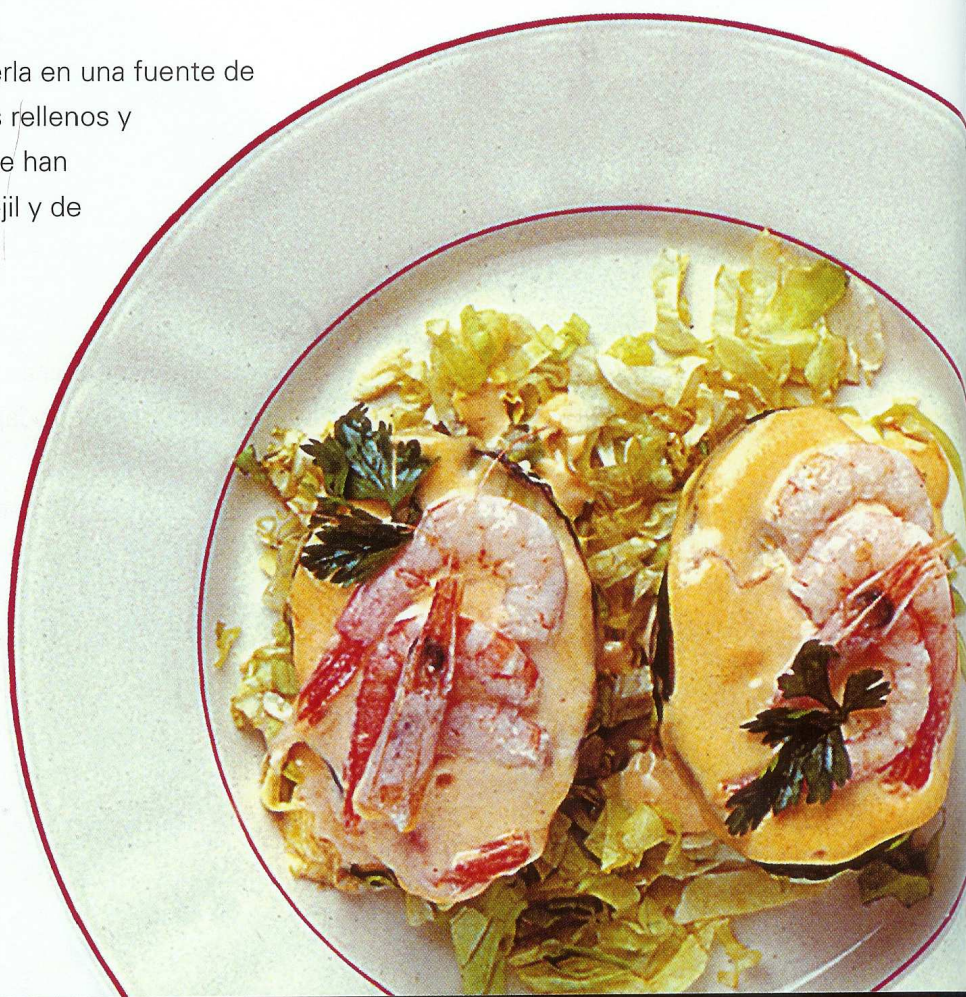 erla en una fuente de
s rellenos y
e han
jil y de